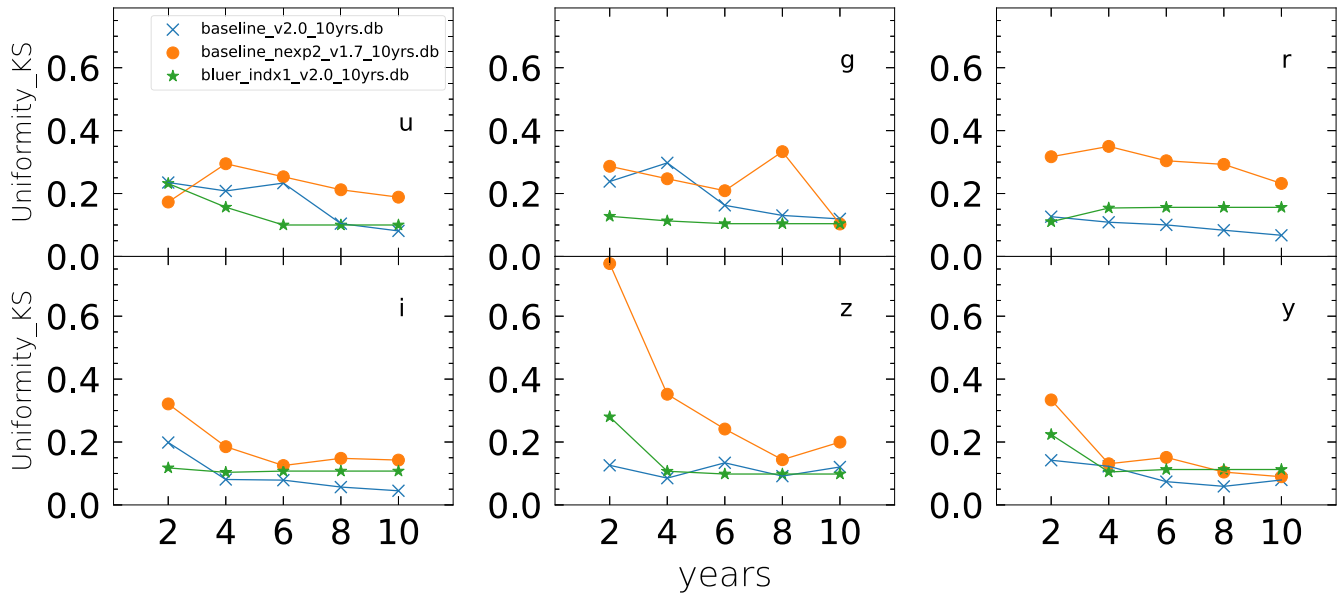 baseline_v2.0_10yrs.db
baseline_nexp2_v1.7_10yrs.db
bluer_indx1_v2.0_10yrs.db
Uniformity_KS
0.6
0.4
0.2
0.0
u
0.6
0.4
0.2
0.0
g
0.6
0.4
0.2
0.0
r
Uniformity_KS
0.6
0.4
0.2
0.0
i
2 4 6 8 10
0.6
0.4
0.2
0.0
z
2 4 6 8 10
0.6
0.4
0.2
0.0
y
2 4 6 8 10
years